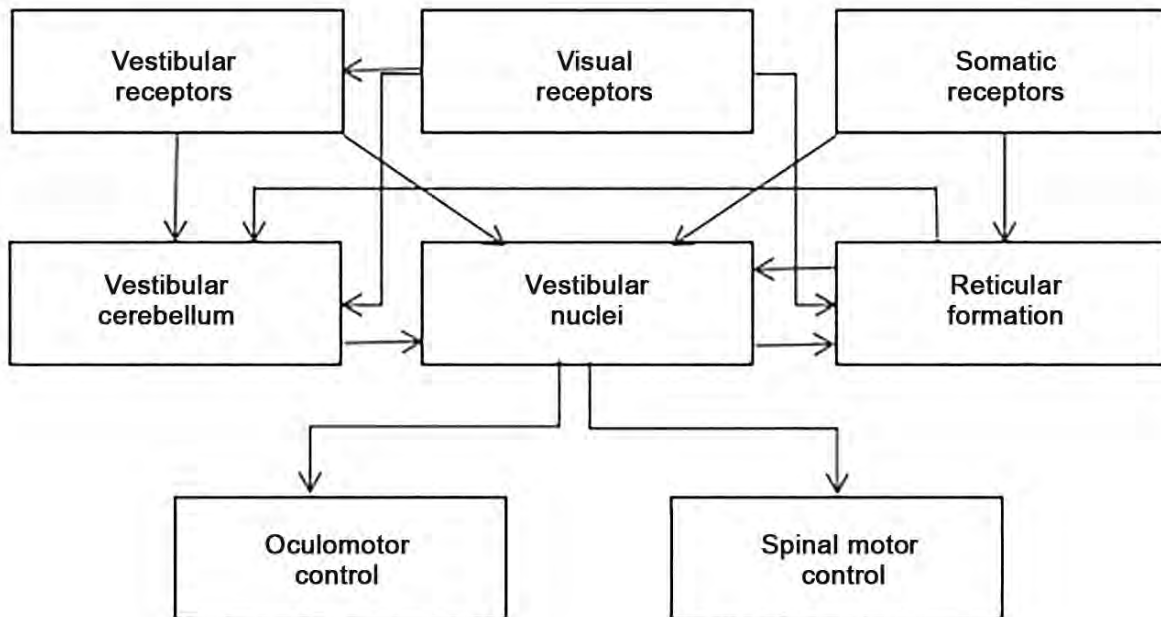 Vestibular
receptors
Visual
receptors
Somatic
receptors
Vestibular
cerebellum
Vestibular
nuclei
Reticular
formation
Oculomotor
control
Spinal motor
control